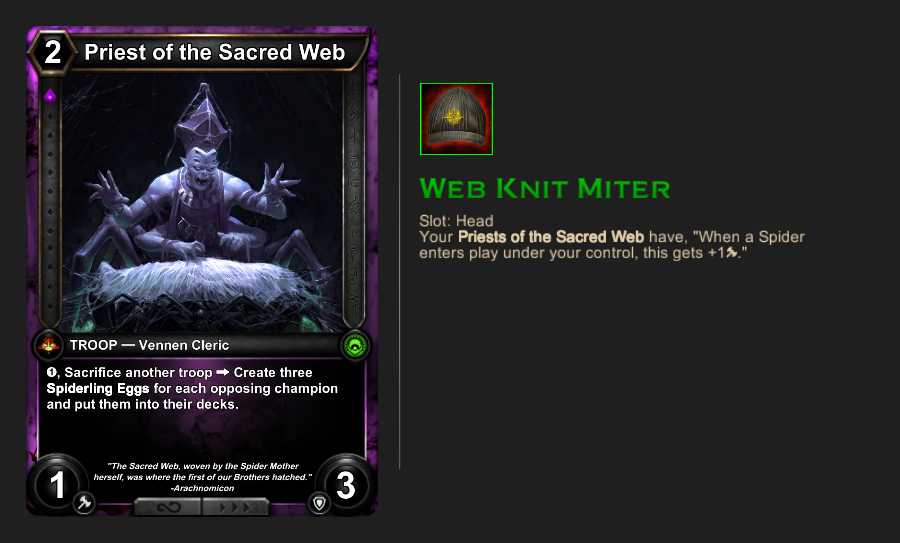 2 Priest of the Sacred Web
TROOP — Vennen Cleric
❶, Sacrifice another troop ➡ Create three
Spiderling Eggs for each opposing champion
and put them into their decks.
"The Sacred Web, woven by the Spider Mother
herself, was where the first of our Brothers hatched."
-Arachnomicon
1 3
Web Knit Miter
Slot: Head
Your Priests of the Sacred Web have, "When a Spider
enters play under your control, this gets +1."